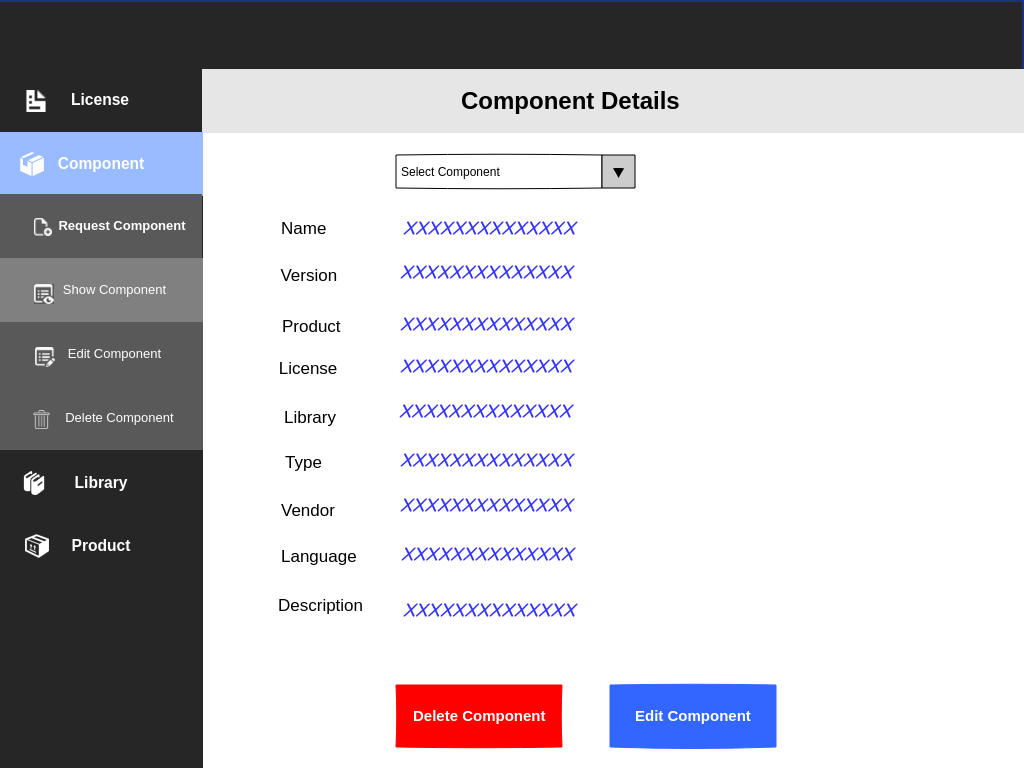 License
Component
Request Component
Show Component
Edit Component
Delete Component
Library
Product
Component Details
Select Component
Name XXXXXXXXXXXXXX
Version XXXXXXXXXXXXXX
Product XXXXXXXXXXXXXX
License XXXXXXXXXXXXXX
Library XXXXXXXXXXXXXX
Type XXXXXXXXXXXXXX
Vendor XXXXXXXXXXXXXX
Language XXXXXXXXXXXXXX
Description XXXXXXXXXXXXXX
Delete Component Edit Component